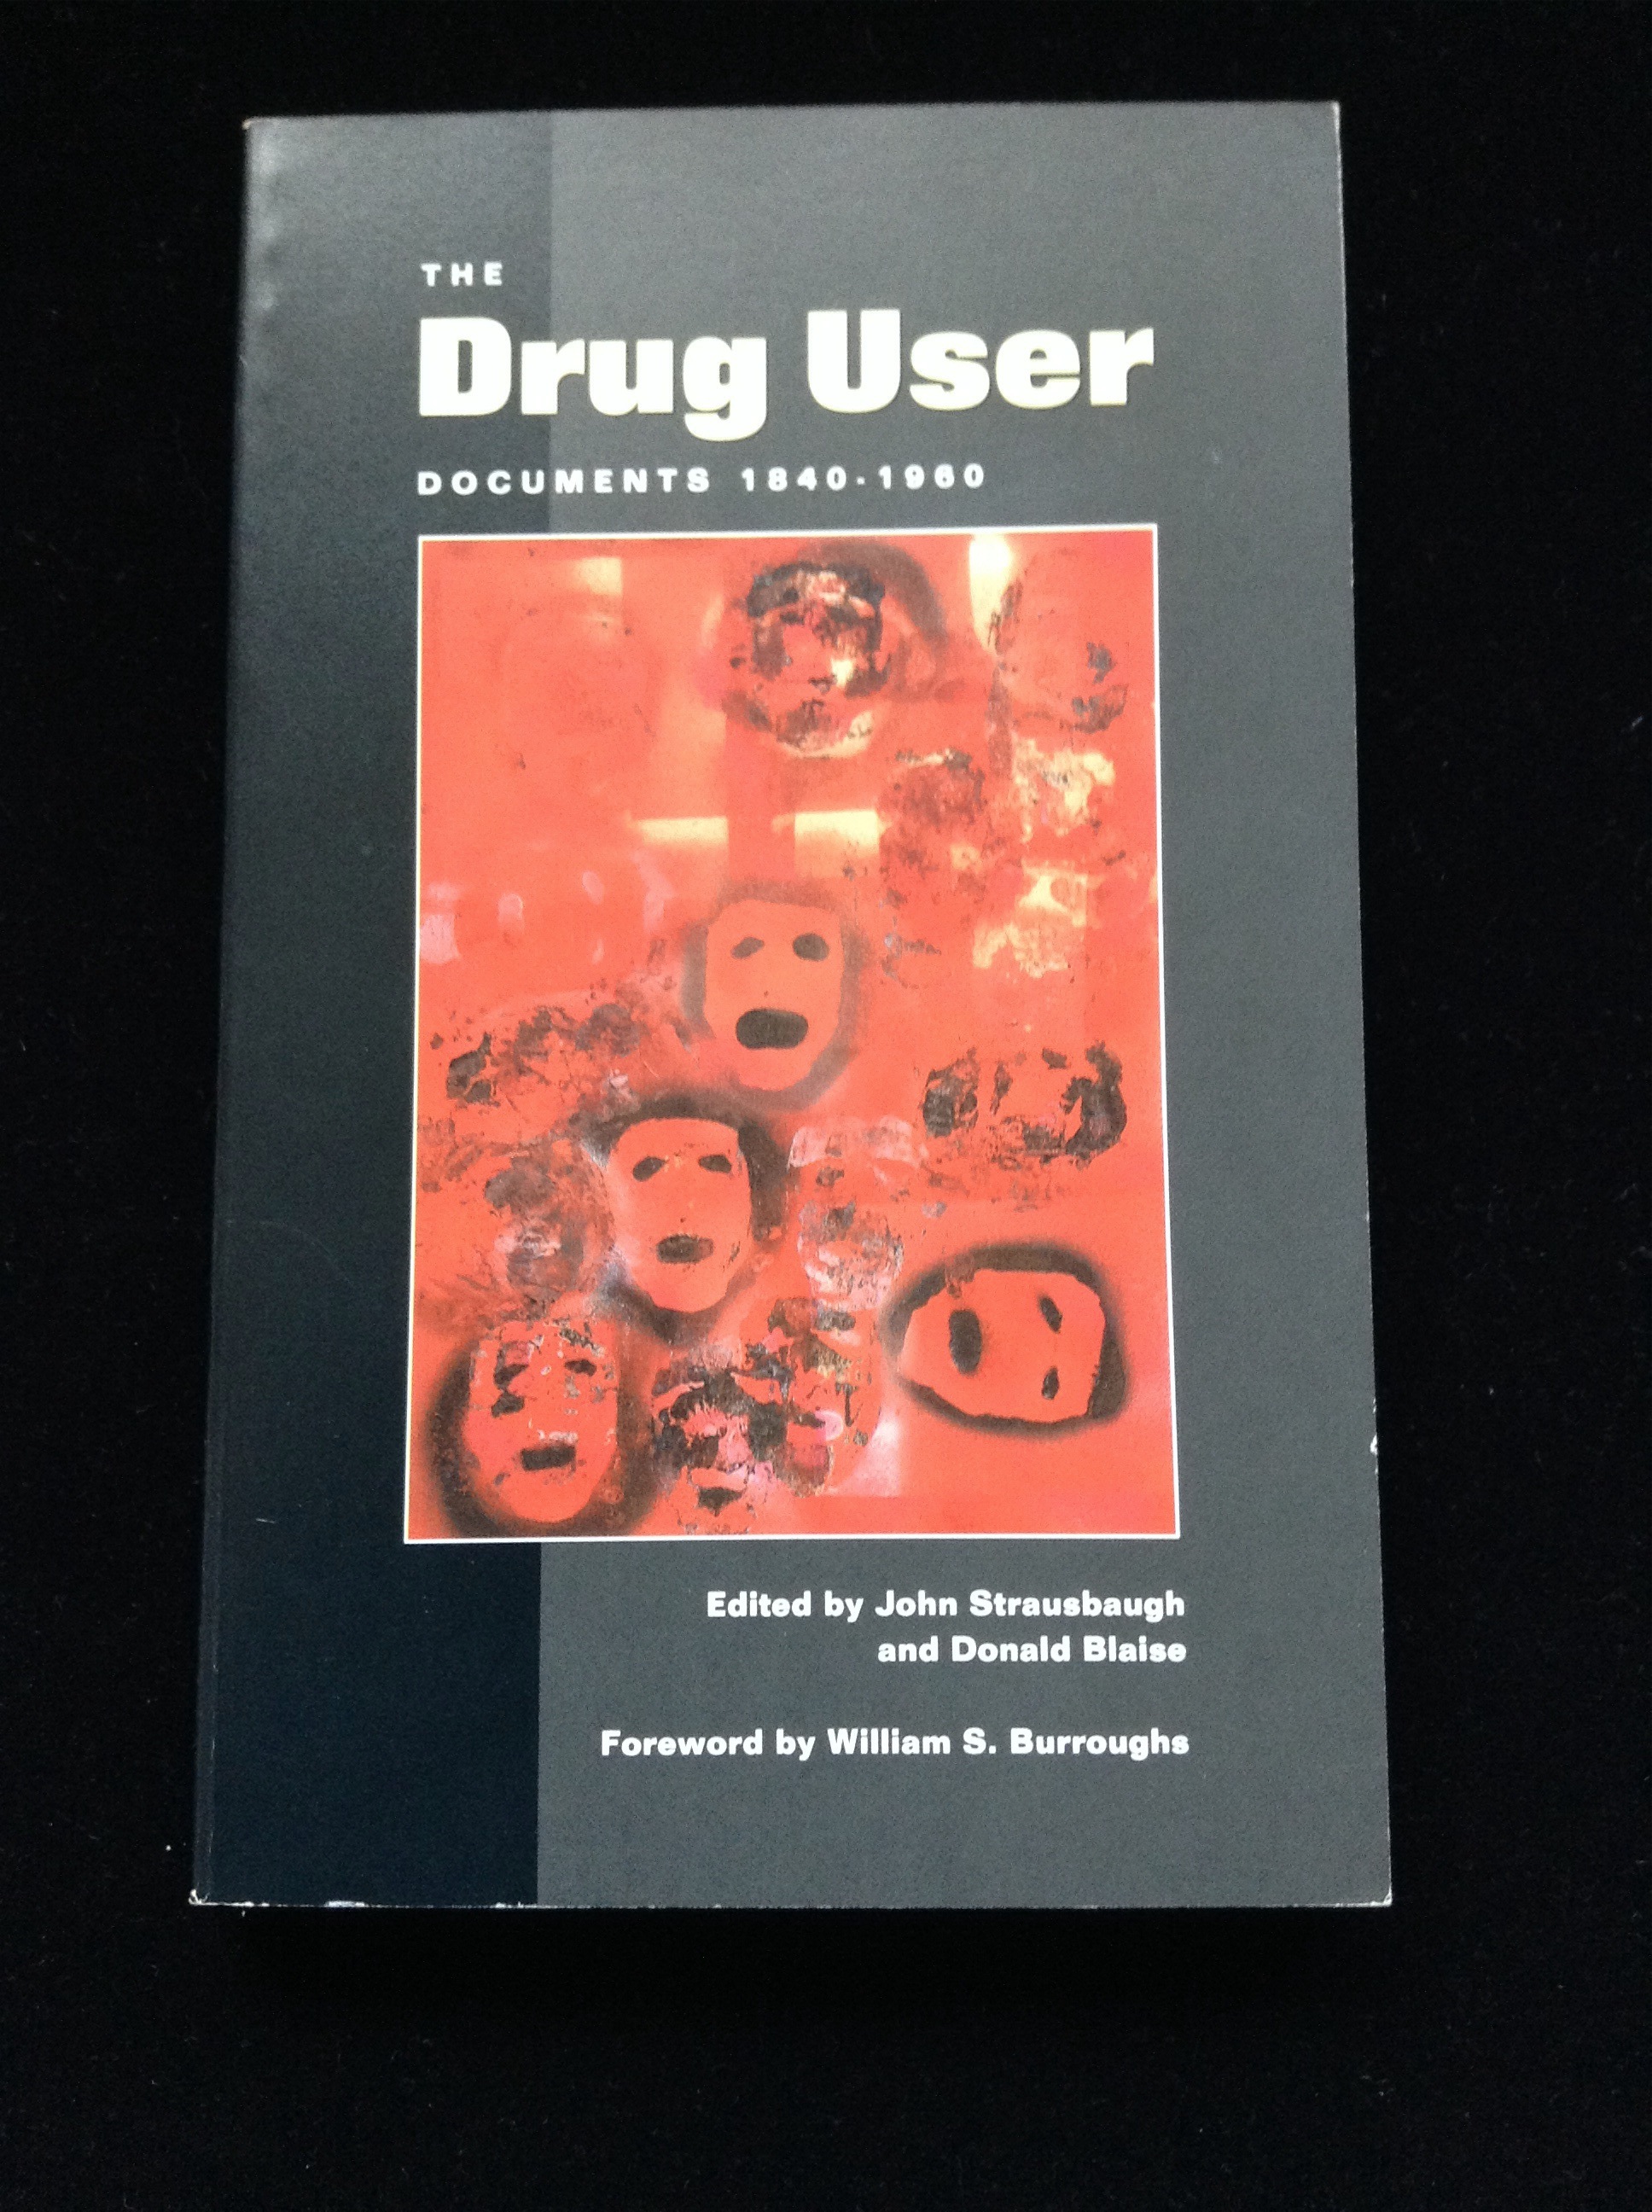 THE
Drug User
DOCUMENTS 1840-1960
Edited by John Strausbaugh
and Donald Blaise
Foreword by William S. Burroughs